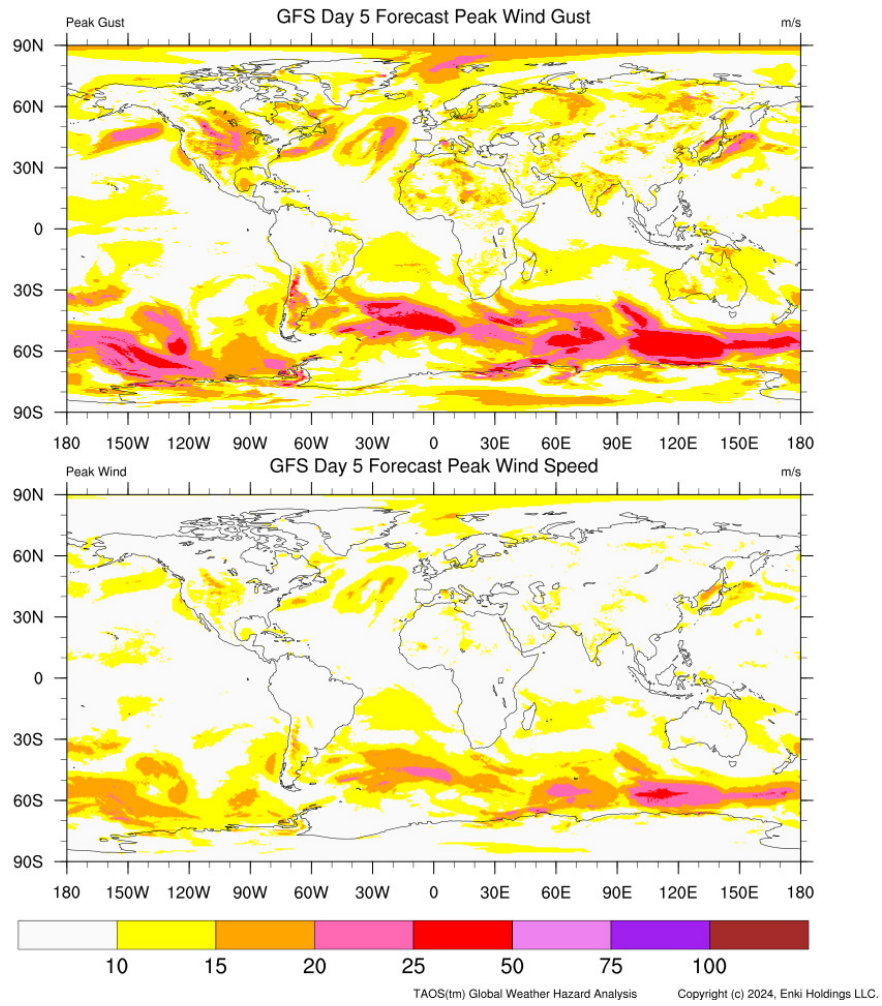 GFS Day 5 Forecast Peak Wind Gust
Peak Gust
m/s
90N
60N
30N
0
30S
60S
90S
180 150W 120W 90W 60W 30W 0 30E 60E 90E 120E 150E 180
GFS Day 5 Forecast Peak Wind Speed
Peak Wind
m/s
90N
60N
30N
0
30S
60S
90S
180 150W 120W 90W 60W 30W 0 30E 60E 90E 120E 150E 180
10 15 20 25 50 75 100
TAOS(tm) Global Weather Hazard Analysis Copyright (c) 2024, Enki Holdings LLC.